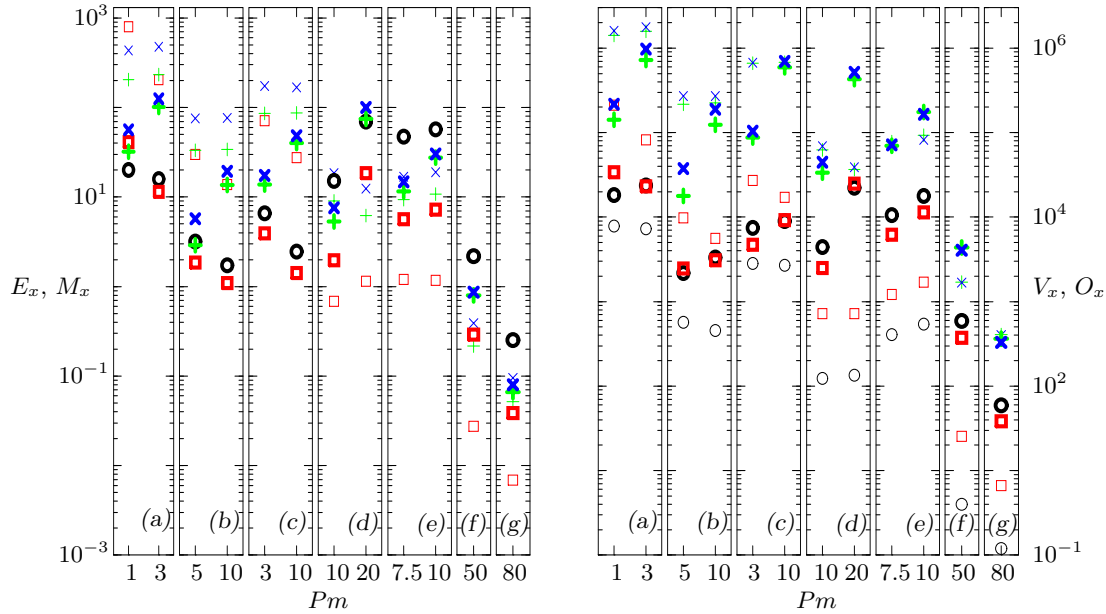 10^3
10^1
E_x, M_x
10^{-1}
10^{-3}
(a) (b) (c) (d) (e) (f) (g)
1 3 5 10 3 10 10 20 7.5 10 50 80
Pm
10^6
10^4
V_x, O_x
10^2
10^{-1}
(a) (b) (c) (d) (e) (f) (g)
1 3 5 10 3 10 10 20 7.5 10 50 80
Pm